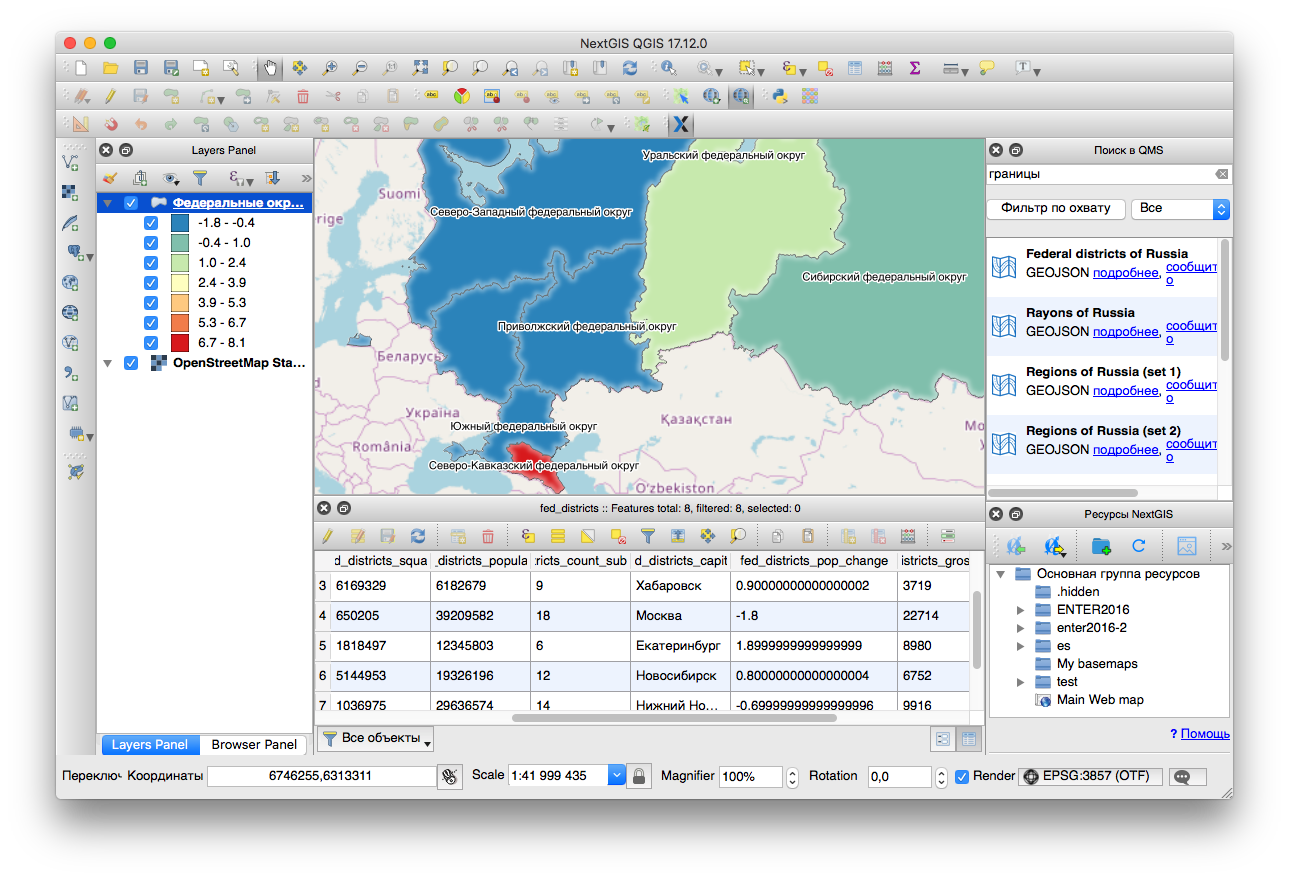 NextGIS QGIS 17.12.0
Layers Panel
Федеральные окр...
-1.8 - -0.4
-0.4 - 1.0
1.0 - 2.4
2.4 - 3.9
3.9 - 5.3
5.3 - 6.7
6.7 - 8.1
OpenStreetMap Sta...
Layers Panel Browser Panel
Уральский федеральный округ
Suomi
Северо-Западный федеральный округ
erige
Сибирский федеральный округ
Приволжский федеральный округ
Беларусь
Україна
Қазақстан
Южный федеральный округ
Мо
România
Северо-Кавказский федеральный округ
Oʻzbekiston
Поиск в QMS
границы
Фильтр по охвату Все
Federal districts of Russia
GEOJSON подробнее, сообщит
о
Rayons of Russia
GEOJSON подробнее, сообщит
о
Regions of Russia (set 1)
GEOJSON подробнее, сообщит
о
Regions of Russia (set 2)
GEOJSON подробнее, сообщит
о
fed_districts :: Features total: 8, filtered: 8, selected: 0
d_districts_squa _districts_popula :ricts_count_sub d_districts_capit fed_districts_pop_change istricts_gros
3 6169329 6182679 9 Хабаровск 0.90000000000000002 3719
4 650205 39209582 18 Москва -1.8 22714
5 1818497 12345803 6 Екатеринбург 1.8999999999999999 8980
6 5144953 19326196 12 Новосибирск 0.80000000000000004 6752
7 1036975 29636574 14 Нижний Но... -0.69999999999999996 9916
Все объекты
Ресурсы NextGIS
Основная группа ресурсов
.hidden
ENTER2016
enter2016-2
es
My basemaps
test
Main Web map
? Помощь
Переключ Координаты 6746255,6313311 Scale 1:41 999 435 Magnifier 100% Rotation 0,0 Render EPSG:3857 (OTF)